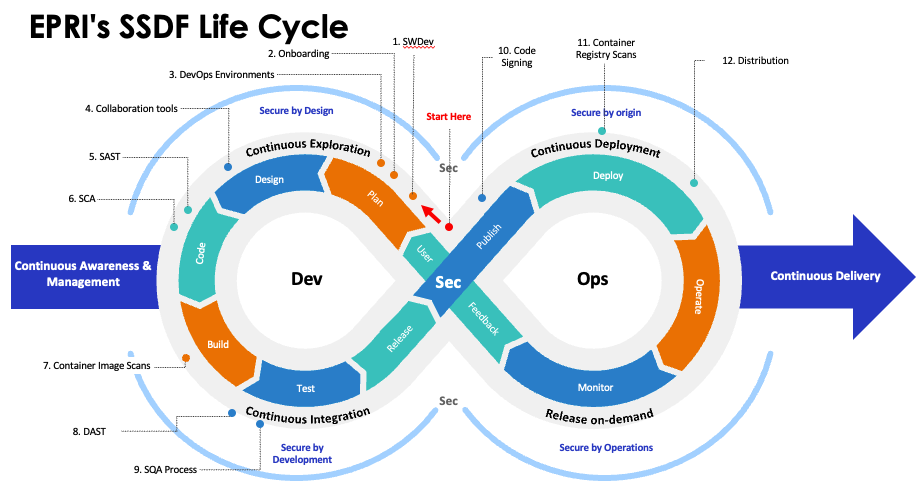 EPRI's SSDF Life Cycle
1. SWDev
2. Onboarding
3. DevOps Environments
4. Collaboration tools
5. SAST
6. SCA
10. Code
Signing
11. Container
Registry Scans
12. Distribution
Secure by Design
Start Here
Secure by origin
Continuous Exploration
Sec
Continuous Deployment
Design
Plan
Deploy
Code
User
Publish
Continuous Awareness &
Management
Dev
Sec
Ops
Operate
Continuous Delivery
Build
Release
Feedback
Test
Monitor
7. Container Image Scans
Continuous Integration
Sec
Release on-demand
8. DAST
9. SQA Process
Secure by
Development
Secure by Operations